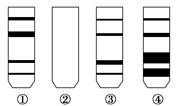 ① ② ③ ④